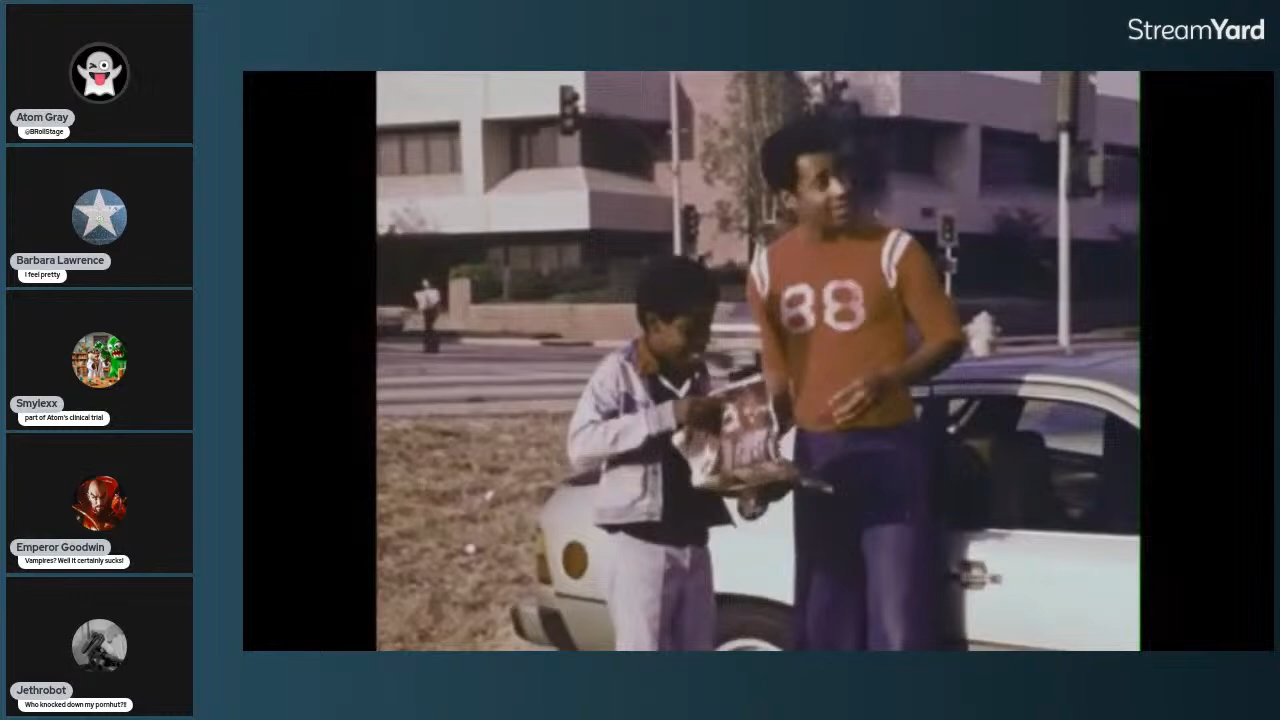 StreamYard
Atom Gray
@BRollStage
Barbara Lawrence
I feel pretty
Smylexx
part of Atom's clinical trial
Emperor Goodwin
Vampires? Well it certainly sucks!
Jethrobot
Who knocked down my pornhut?!!
88